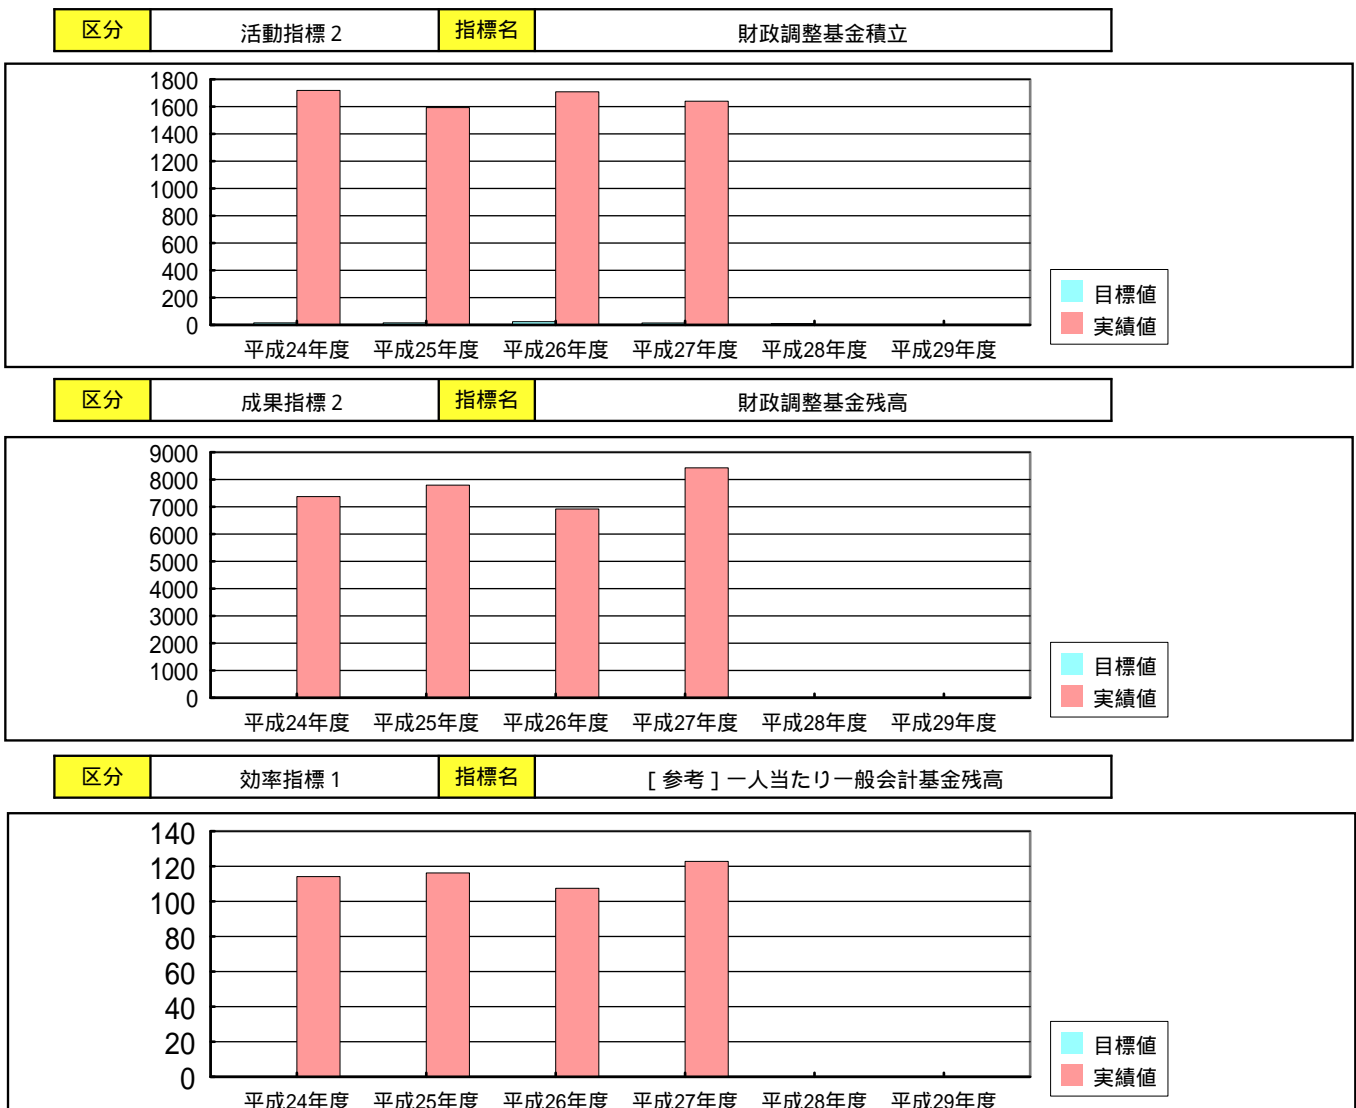 区分 活動指標２ 指標名 財政調整基金積立
1800
1600
1400
1200
1000
800
600
400
200
0
平成24年度 平成25年度 平成26年度 平成27年度 平成28年度 平成29年度
目標値
実績値
区分 成果指標２ 指標名 財政調整基金残高
9000
8000
7000
6000
5000
4000
3000
2000
1000
0
平成24年度 平成25年度 平成26年度 平成27年度 平成28年度 平成29年度
目標値
実績値
区分 効率指標１ 指標名 ［参考］一人当たり一般会計基金残高
140
120
100
80
60
40
20
0
平成24年度 平成25年度 平成26年度 平成27年度 平成28年度 平成29年度
目標値
実績値